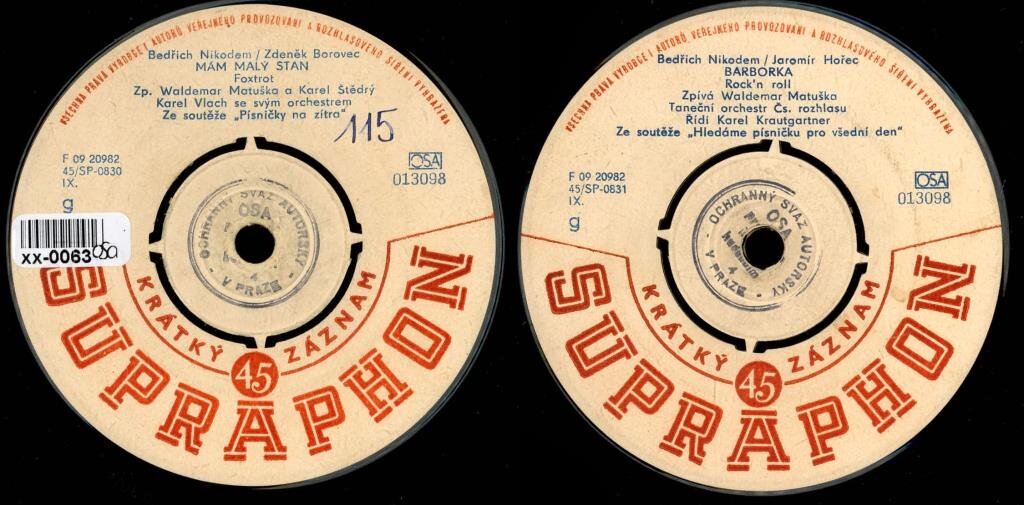 VŠECHNA PRÁVA VÝROBCE I AUTORŮ VEŘEJNÉHO PROVOZOVÁNÍ A ROZHLASOVÉHO ŠÍŘENÍ VYHRAŽENA
Bedřich Nikodem / Zdeněk Borovec
MÁM MALÝ STAN
Foxtrot
Zp. Waldemar Matuška a Karel Štědrý
Karel Vlach se svým orchestrem
Ze soutěže „Písničky na zítra“
115
F 09 20982
45/SP-0830
IX.
g
OSA
013098
xx-0063
OSA
OCHRANNÝ SVAZ AUTORSKÝ
OSA
4
V PRAZE
KRÁTKÝ 45 ZÁZNAM
SUPRAPHON
VŠECHNA PRÁVA VÝROBCE I AUTORŮ VEŘEJNÉHO PROVOZOVÁNÍ A ROZHLASOVÉHO ŠÍŘENÍ VYHRAŽENA
Bedřich Nikodem / Jaromír Hořec
BARBORKA
Rock'n roll
Zpívá Waldemar Matuška
Taneční orchestr Čs. rozhlasu
Řídí Karel Krautgartner
Ze soutěže „Hledáme písničku pro všední den“
F 09 20982
45/SP-0831
IX.
g
OSA
013098
OCHRANNÝ SVAZ AUTORSKÝ
OSA
4
V PRAZE
KRÁTKÝ 45 ZÁZNAM
SUPRAPHON